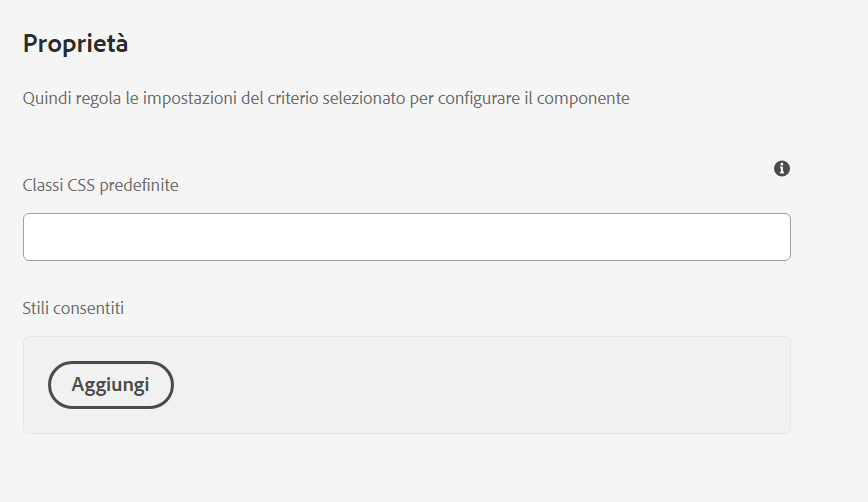 Proprietà
Quindi regola le impostazioni del criterio selezionato per configurare il componente
Classi CSS predefinite
Stili consentiti
Aggiungi